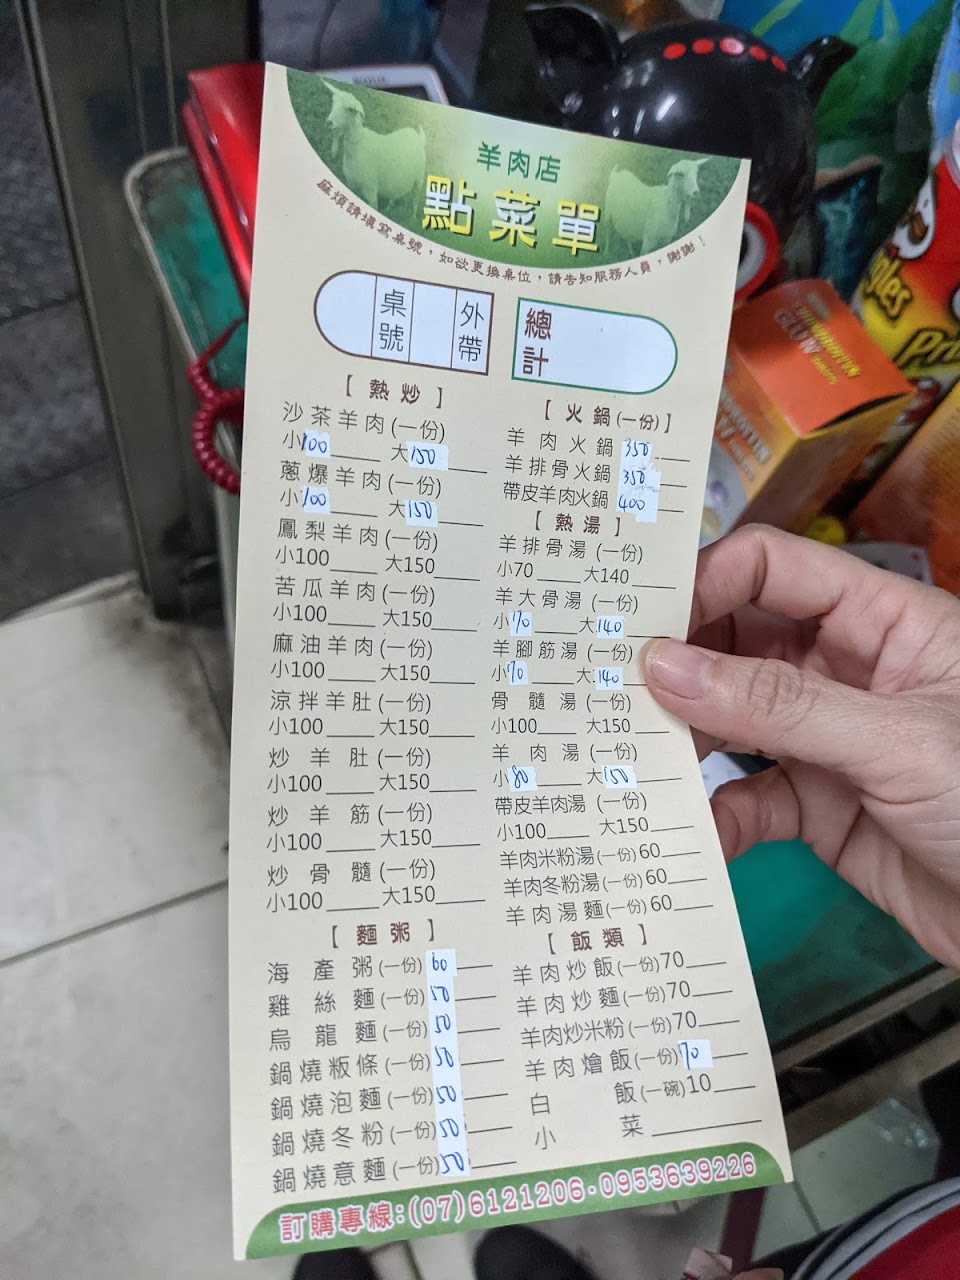 羊肉店
點菜單
麻煩請填寫桌號，如欲更換桌位，請告知服務人員，謝謝！
桌號
外帶
總計
【熱炒】
沙茶羊肉(一份)
小100 大150
蔥爆羊肉(一份)
小100 大150
鳳梨羊肉(一份)
小100 大150
苦瓜羊肉(一份)
小100 大150
麻油羊肉(一份)
小100 大150
涼拌羊肚(一份)
小100 大150
炒羊肚(一份)
小100 大150
炒羊筋(一份)
小100 大150
炒骨髓(一份)
小100 大150
【麵粥】
海產粥(一份) 60
雞絲麵(一份) 50
烏龍麵(一份) 50
鍋燒粄條(一份) 50
鍋燒泡麵(一份) 50
鍋燒冬粉(一份) 50
鍋燒意麵(一份) 50
【火鍋(一份)】
羊肉火鍋 350
羊排骨火鍋 350
帶皮羊肉火鍋 400
【熱湯】
羊排骨湯(一份)
小70 大140
羊大骨湯(一份)
小70 大140
羊腳筋湯(一份)
小70 大140
骨髓湯(一份)
小100 大150
羊肉湯(一份)
小80 大150
帶皮羊肉湯(一份)
小100 大150
羊肉米粉湯(一份)60
羊肉冬粉湯(一份)60
羊肉湯麵(一份)60
【飯類】
羊肉炒飯(一份)70
羊肉炒麵(一份)70
羊肉炒米粉(一份)70
羊肉燴飯(一份)70
白飯(一碗)10
小菜
訂購專線:(07)6121206·0953639226
Pringles